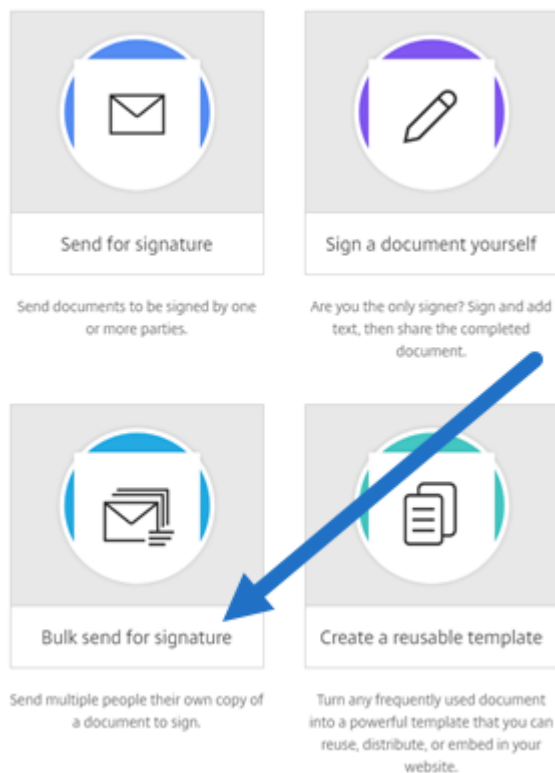 Send for signature
Send documents to be signed by one
or more parties.
Sign a document yourself
Are you the only signer? Sign and add
text, then share the completed
document.
Bulk send for signature
Send multiple people their own copy of
a document to sign.
Create a reusable template
Turn any frequently used document
into a powerful template that you can
reuse, distribute, or embed in your
website.